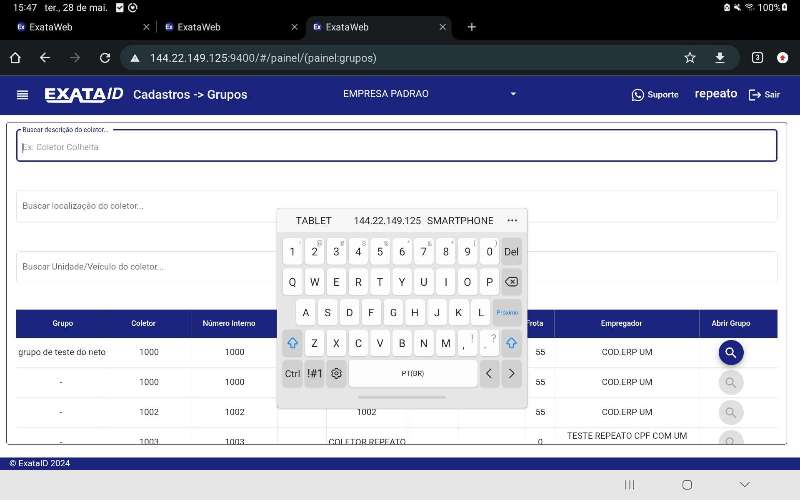 15:47 ter., 28 de mai. 100%
ExataWeb
ExataWeb
ExataWeb
144.22.149.125:9400/#/painel/(painel:grupos)
3
EXATAID Cadastros -> Grupos EMPRESA PADRAO Suporte repeato Sair
Buscar descrição do coletor...
Ex: Coletor Colheita
Buscar localização do coletor...
Buscar Unidade/Veículo do coletor...
TABLET 144.22.149.125 SMARTPHONE ...
1 2 3 4 5 6 7 8 9 0 Del
Q W E R T Y U I O P
A S D F G H J K L Próximo
Z X C V B N M , ! . ?
Ctrl !#1 PT(BR) < >
Grupo Coletor Número Interno Frota Empregador Abrir Grupo
grupo de teste do neto 1000 1000 55 COD.ERP UM
- 1000 1000 55 COD.ERP UM
- 1002 1002 1002 55 COD.ERP UM
- 1003 1003 COLETOR REPEATO 0 TESTE REPEATO CPF COM UM
© ExataID 2024